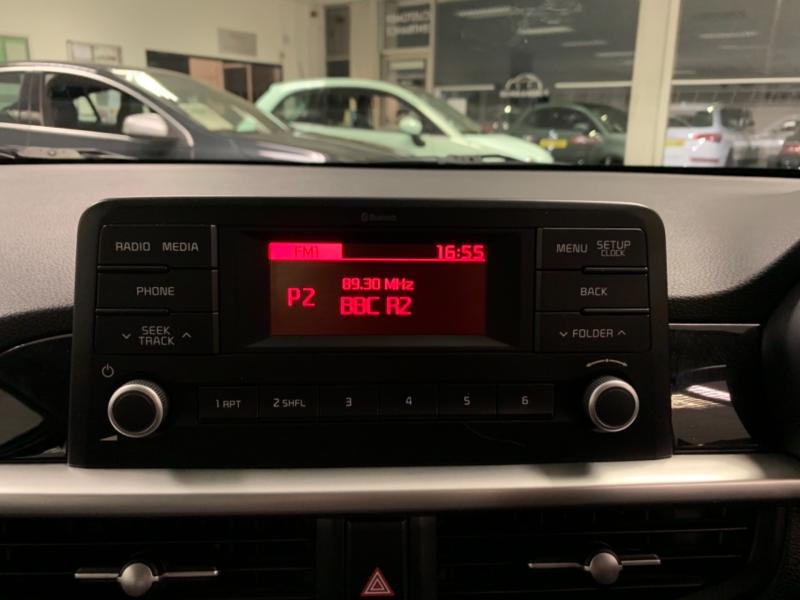 Bluetooth
RADIO MEDIA
PHONE
SEEK
TRACK
FM1 16:55
89.30 MHz
P2
BBC R2
MENU SETUP
CLOCK
BACK
FOLDER
1 RPT 2 SHFL 3 4 5 6